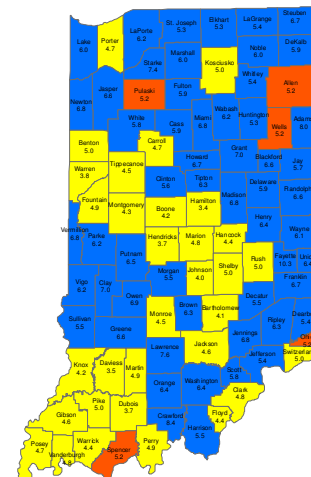 Lake
6.0
Porter
4.7
LaPorte
6.2
St. Joseph
5.3
Elkhart
5.3
LaGrange
5.4
Steuben
6.7
Starke
7.4
Marshall
5.0
Kosciusko
5.0
Noble
6.0
DeKalb
5.9
Newton
6.8
Jasper
6.6
Pulaski
5.2
Fulton
5.9
Whitley
5.4
Allen
5.2
White
5.8
Cass
5.9
Miami
6.8
Wabash
6.2
Huntington
5.3
Wells
5.2
Adams
Benton
5.0
Carroll
4.7
Howard
6.7
Grant
7.0
Blackford
6.6
Jay
5.7
Warren
3.8
Tippecanoe
4.5
Clinton
5.6
Tipton
6.3
Delaware
5.9
Randolph
Fountain
4.9
Montgomery
4.3
Boone
4.2
Hamilton
3.4
Madison
6.8
Henry
6.4
Wayne
6.1
Vermillion
6.8
Parke
6.2
Putnam
6.5
Hendricks
3.7
Marion
4.8
Hancock
4.4
Rush
5.0
Fayette
10.3
Vigo
6.2
Clay
7.0
Owen
6.9
Morgan
5.5
Johnson
4.0
Shelby
5.0
Franklin
6.7
Sullivan
5.5
Greene
6.6
Monroe
4.5
Brown
6.3
Bartholomew
4.1
Decatur
5.5
Ripley
6.3
Dearborn
5.4
Knox
4.2
Daviess
3.5
Martin
4.9
Lawrence
7.6
Jackson
4.6
Jennings
6.8
Jefferson
5.4
Switzerland
Orange
6.4
Washington
6.4
Scott
5.8
Clark
4.8
Gibson
4.6
Pike
5.0
Dubois
3.7
Crawford
6.4
Harrison
5.5
Floyd
4.4
Posey
4.7
Vanderburgh
4.8
Warrick
4.4
Spencer
5.2
Perry
4.9